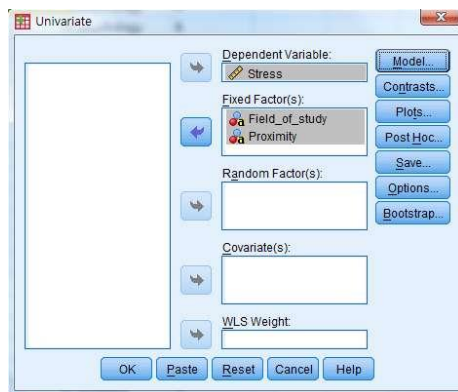 Univariate
Dependent Variable:
Stress
Fixed Factor(s):
Field_of_study
Proximity
Random Factor(s):
Covariate(s):
WLS Weight:
Model...
Contrasts...
Plots...
Post Hoc...
Save...
Options...
Bootstrap...
OK Paste Reset Cancel Help